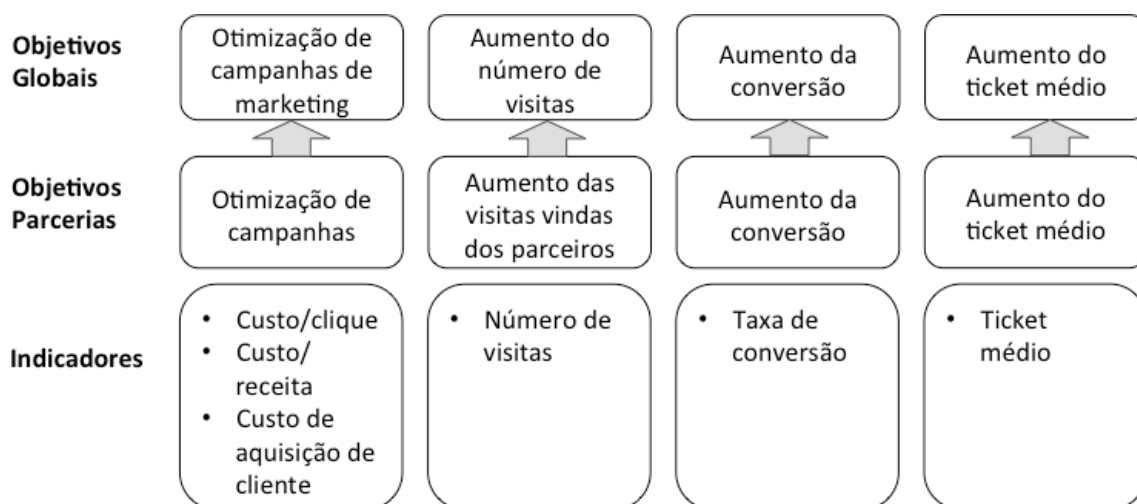 Objetivos
Globais
Otimização de
campanhas de
marketing
Aumento do
número de
visitas
Aumento da
conversão
Aumento do
ticket médio
Objetivos
Parcerias
Otimização de
campanhas
Aumento das
visitas vindas
dos parceiros
Aumento da
conversão
Aumento do
ticket médio
Indicadores
• Custo/clique
• Custo/
receita
• Custo de
aquisição de
cliente
• Número de
visitas
• Taxa de
conversão
• Ticket
médio